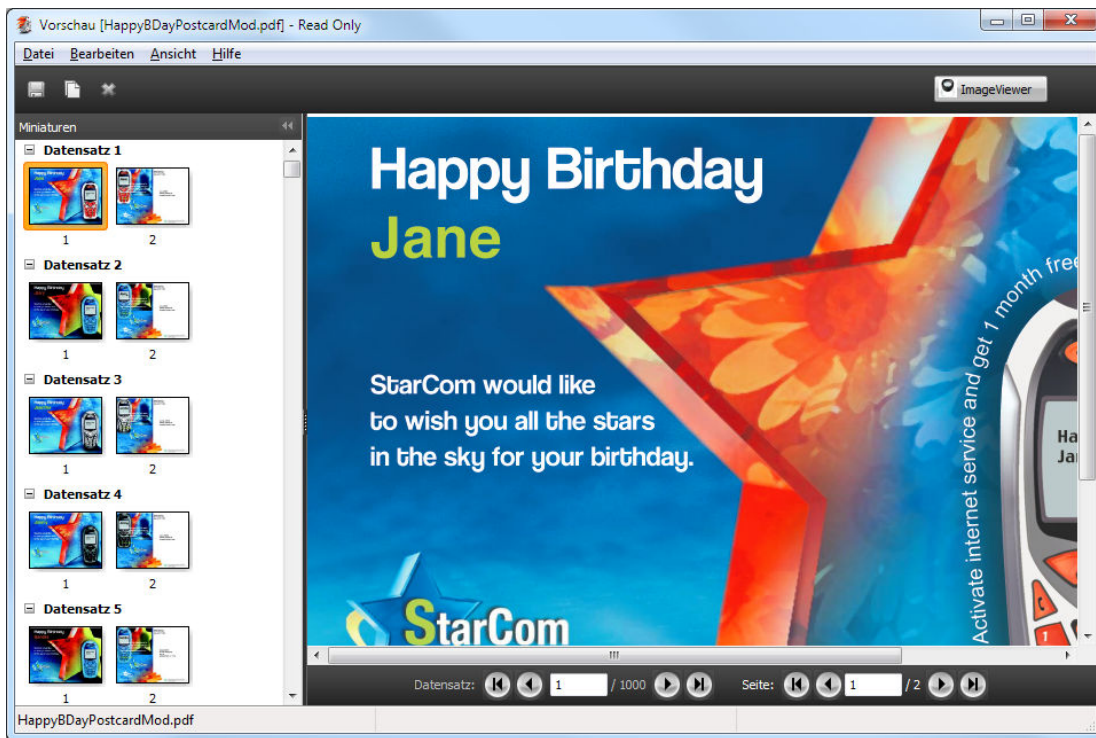 Vorschau [HappyBDayPostcardMod.pdf] - Read Only
Datei Bearbeiten Ansicht Hilfe
ImageViewer
Miniaturen
Datensatz 1
1 2
Datensatz 2
1 2
Datensatz 3
1 2
Datensatz 4
1 2
Datensatz 5
1 2
Happy Birthday
Jane
StarCom would like
to wish you all the stars
in the sky for your birthday.
StarCom
Activate internet service and get 1 month free
Datensatz: 1 / 1000 Seite: 1 / 2
HappyBDayPostcardMod.pdf